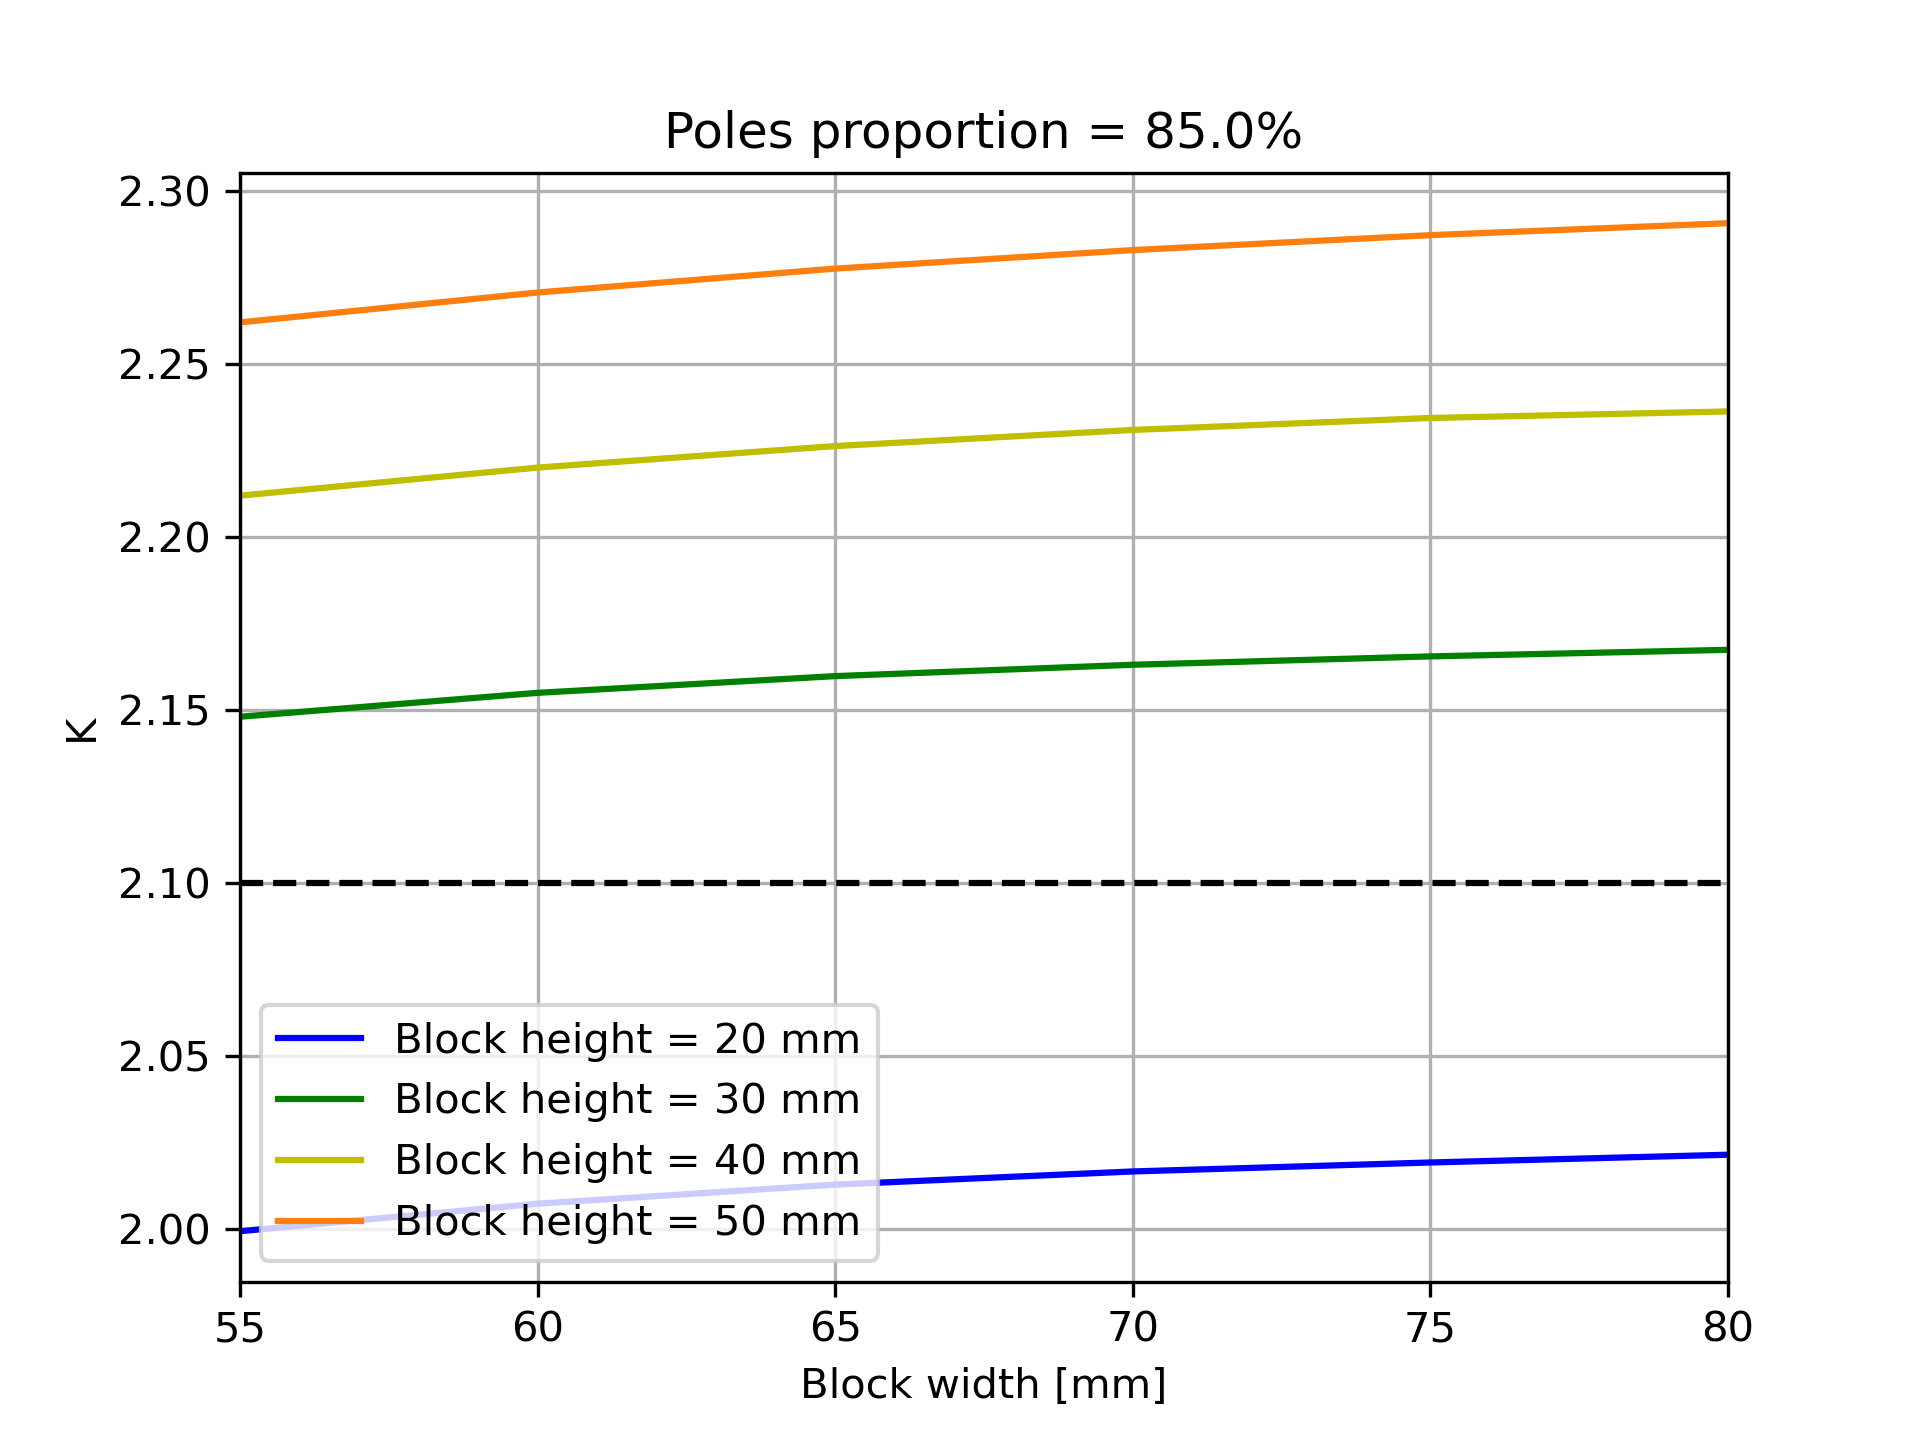 Poles proportion = 85.0%
2.30
2.25
2.20
2.15
2.10
2.05
2.00
K
Block height = 20 mm
Block height = 30 mm
Block height = 40 mm
Block height = 50 mm
55 60 65 70 75 80
Block width [mm]